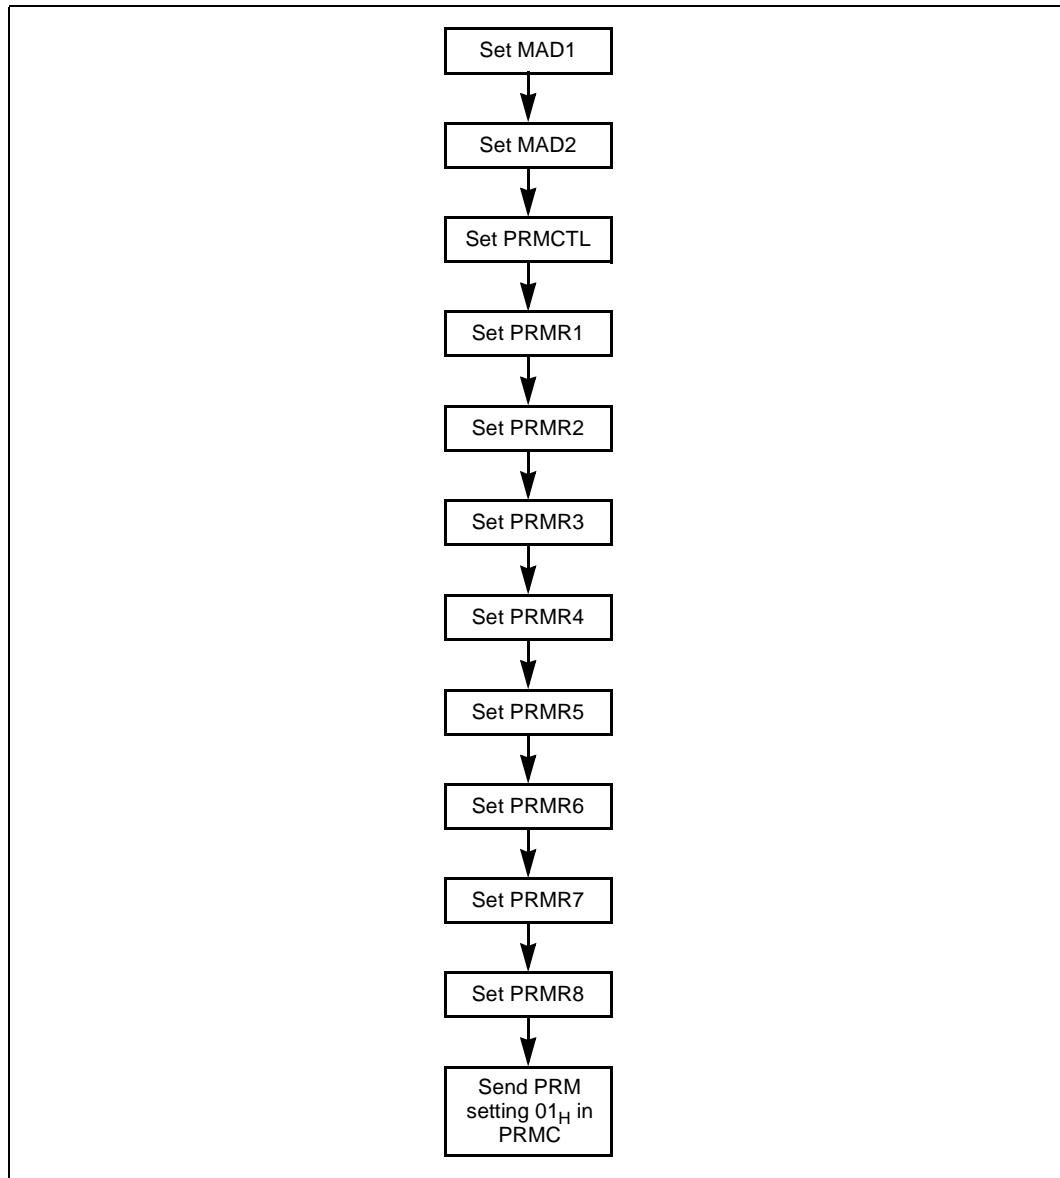 Set MAD1
Set MAD2
Set PRMCTL
Set PRMR1
Set PRMR2
Set PRMR3
Set PRMR4
Set PRMR5
Set PRMR6
Set PRMR7
Set PRMR8
Send PRM
setting 01H in
PRMC